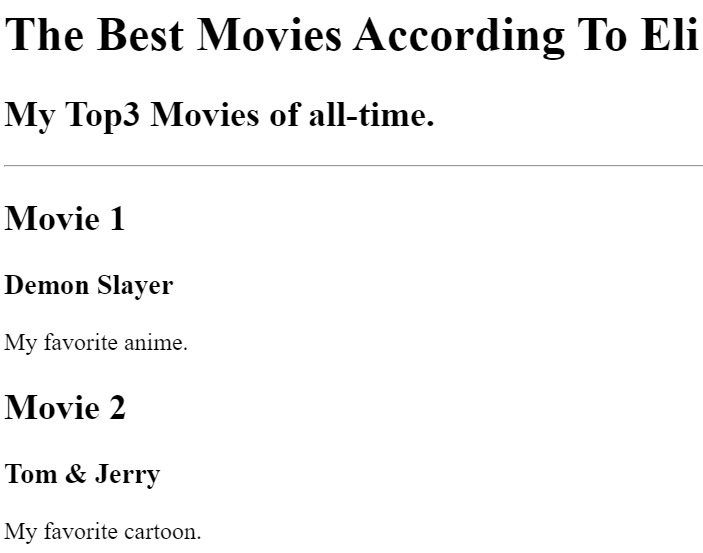 The Best Movies According To Eli
My Top3 Movies of all-time.
Movie 1
Demon Slayer
My favorite anime.
Movie 2
Tom & Jerry
My favorite cartoon.